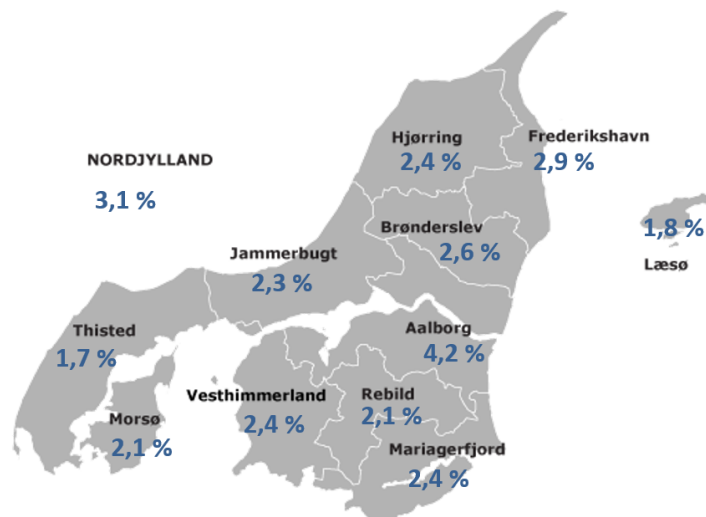 NORDJYLLAND
3,1 %
Hjørring
2,4 %
Frederikshavn
2,9 %
Brønderslev
2,6 %
1,8 %
Læsø
Jammerbugt
2,3 %
Thisted
1,7 %
Aalborg
4,2 %
Vesthimmerland
2,4 %
Rebild
2,1 %
Morsø
2,1 %
Mariagerfjord
2,4 %